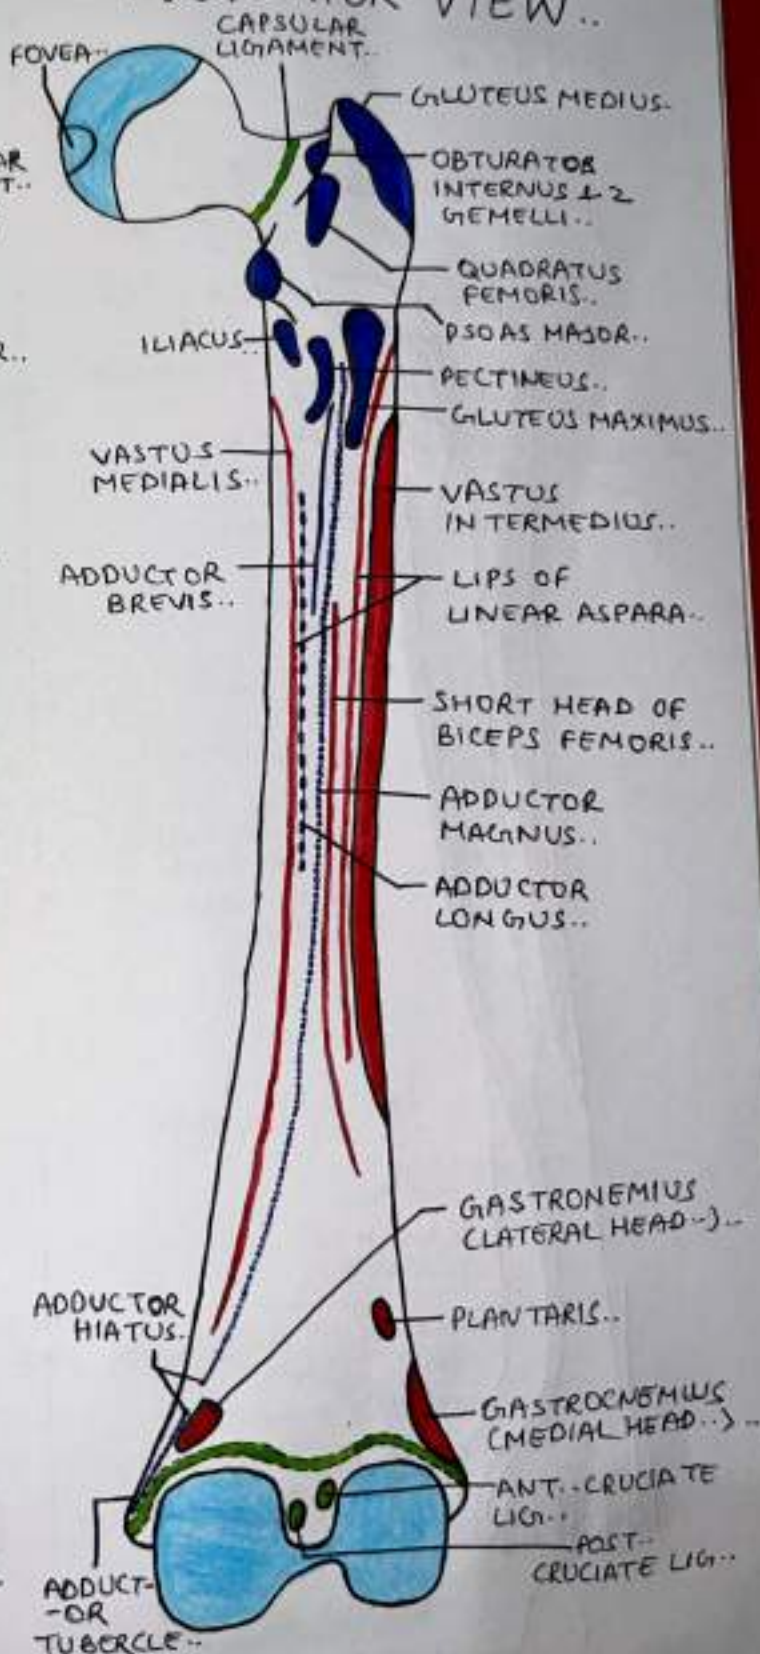 VIEW..
CAPSULAR
LIGAMENT..
FOVEA..
GLUTEUS MEDIUS.
AR
T..
OBTURATOR
INTERNUS & 2
GEMELLI..
QUADRATUS
FEMORIS..
PSOAS MAJOR..
ILIACUS..
R..
PECTINEUS..
GLUTEUS MAXIMUS..
VASTUS
MEDIALIS..
VASTUS
INTERMEDIUS..
ADDUCTOR
BREVIS..
LIPS OF
LINEAR ASPARA..
SHORT HEAD OF
BICEPS FEMORIS..
ADDUCTOR
MAGNUS..
ADDUCTOR
LONGUS..
GASTRONEMIUS
(LATERAL HEAD..)..
ADDUCTOR
HIATUS.
PLANTARIS..
GASTROCNEMIUS
(MEDIAL HEAD..)..
ANT..CRUCIATE
LIG..
POST..
CRUCIATE LIG..
ADDUCT-
-OR
TUBERCLE..